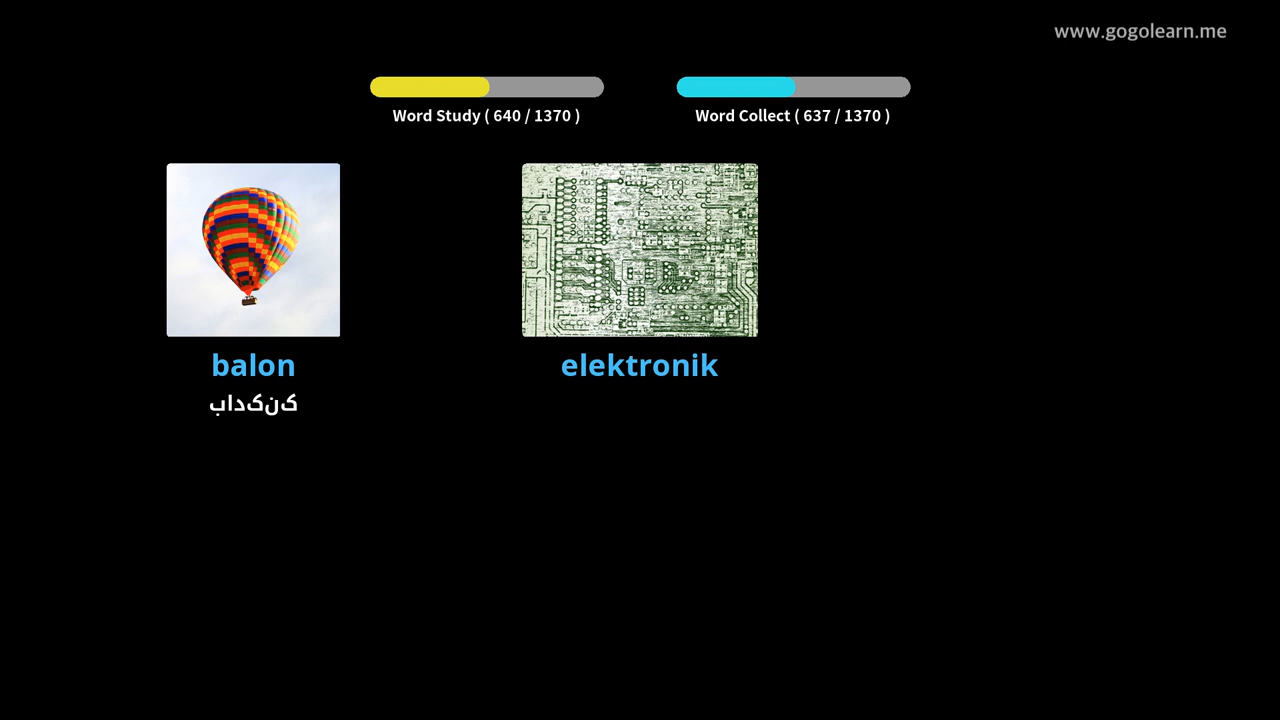 www.gogolearn.me
Word Study ( 640 / 1370 )
Word Collect ( 637 / 1370 )
balon
elektronik
کنکداب